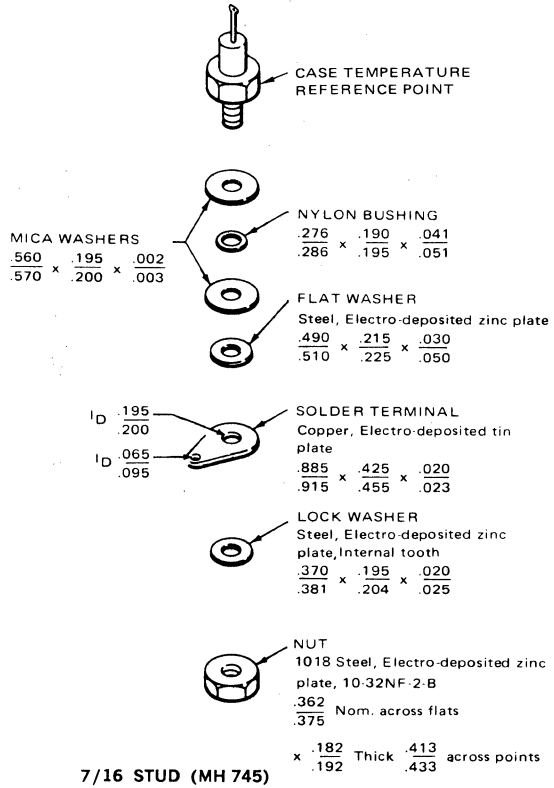 CASE TEMPERATURE
REFERENCE POINT
MICA WASHERS
.560/.570 x .195/.200 x .002/.003
NYLON BUSHING
.276/.286 x .190/.195 x .041/.051
FLAT WASHER
Steel, Electro-deposited zinc plate
.490/.510 x .215/.225 x .030/.050
ID .195/.200
ID .065/.095
SOLDER TERMINAL
Copper, Electro-deposited tin
plate
.885/.915 x .425/.455 x .020/.023
LOCK WASHER
Steel, Electro-deposited zinc
plate, Internal tooth
.370/.381 x .195/.204 x .020/.025
NUT
1018 Steel, Electro-deposited zinc
plate, 10-32NF-2-B
.362/.375 Nom. across flats
x .182/.192 Thick .413/.433 across points
7/16 STUD (MH 745)